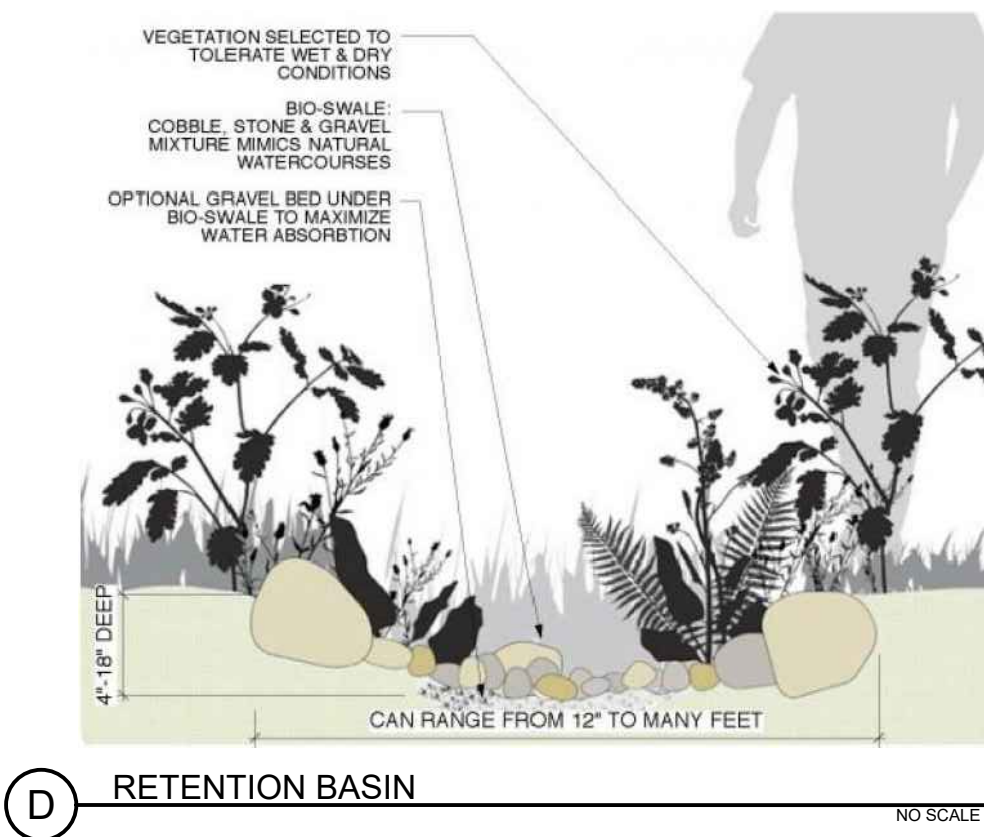 VEGETATION SELECTED TO
TOLERATE WET & DRY
CONDITIONS
BIO-SWALE:
COBBLE, STONE & GRAVEL
MIXTURE MIMICS NATURAL
WATERCOURSES
OPTIONAL GRAVEL BED UNDER
BIO-SWALE TO MAXIMIZE
WATER ABSORBTION
4"-18" DEEP
CAN RANGE FROM 12" TO MANY FEET
D
RETENTION BASIN
NO SCALE